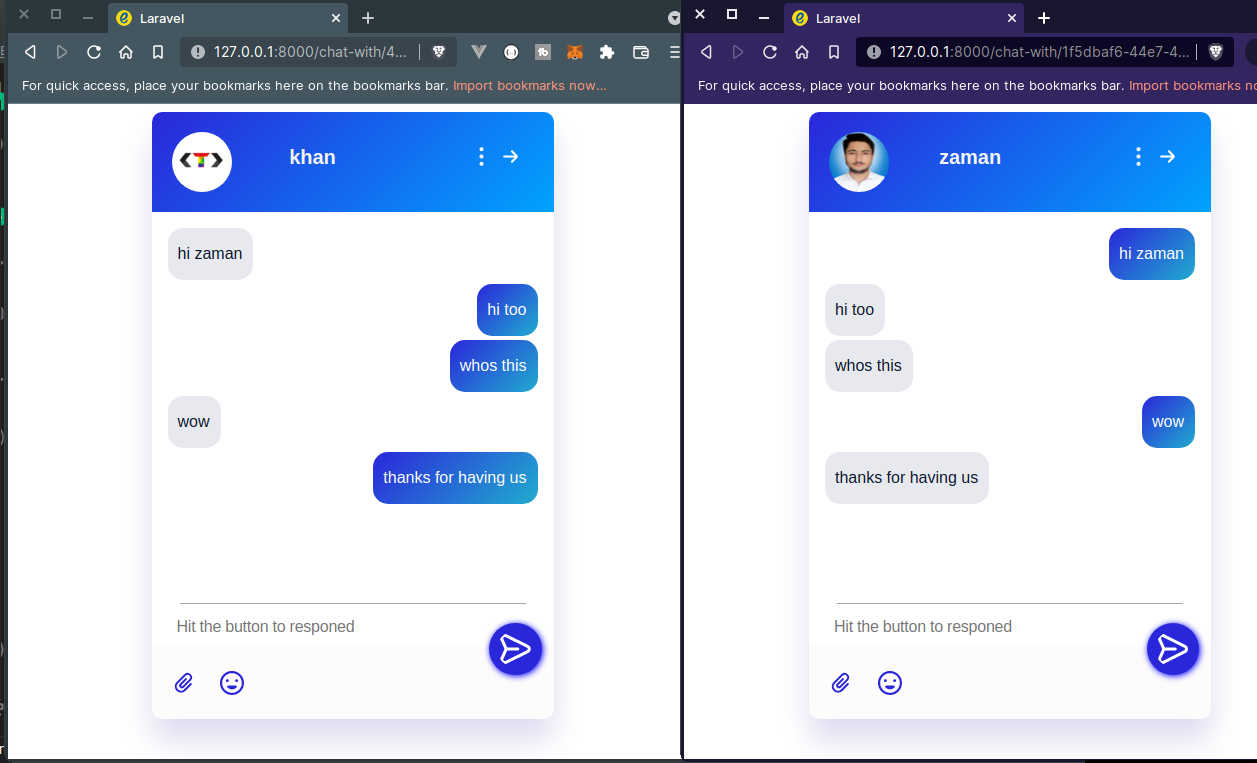 Laravel
127.0.0.1:8000/chat-with/4...
For quick access, place your bookmarks here on the bookmarks bar. Import bookmarks now...
khan
hi zaman
hi too
whos this
wow
thanks for having us
Hit the button to responed
Laravel
127.0.0.1:8000/chat-with/1f5dbaf6-44e7-4...
For quick access, place your bookmarks here on the bookmarks bar. Import bookmarks
zaman
hi zaman
hi too
whos this
wow
thanks for having us
Hit the button to responed